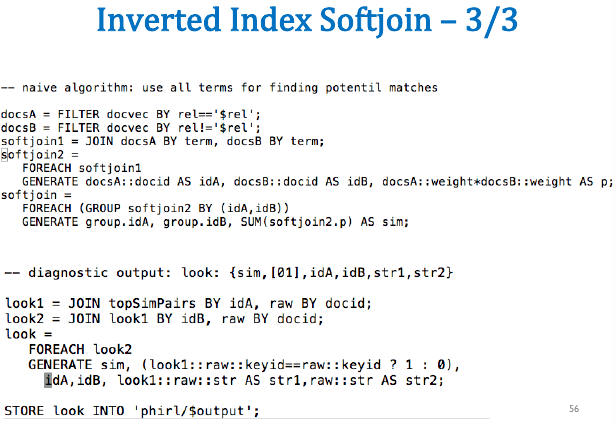 Inverted Index Softjoin – 3/3
-- naive algorithm: use all terms for finding potentil matches
docsA = FILTER docvec BY rel=='$rel';
docsB = FILTER docvec BY rel!='$rel';
softjoin1 = JOIN docsA BY term, docsB BY term;
softjoin2 =
FOREACH softjoin1
GENERATE docsA::docid AS idA, docsB::docid AS idB, docsA::weight*docsB::weight AS p;
softjoin =
FOREACH (GROUP softjoin2 BY (idA,idB))
GENERATE group.idA, group.idB, SUM(softjoin2.p) AS sim;
-- diagnostic output: look: {sim,[01],idA,idB,str1,str2}
look1 = JOIN topSimPairs BY idA, raw BY docid;
look2 = JOIN look1 BY idB, raw BY docid;
look =
FOREACH look2
GENERATE sim, (look1::raw::keyid==raw::keyid ? 1 : 0),
idA,idB, look1::raw::str AS str1,raw::str AS str2;
STORE look INTO 'phirl/$output';
56